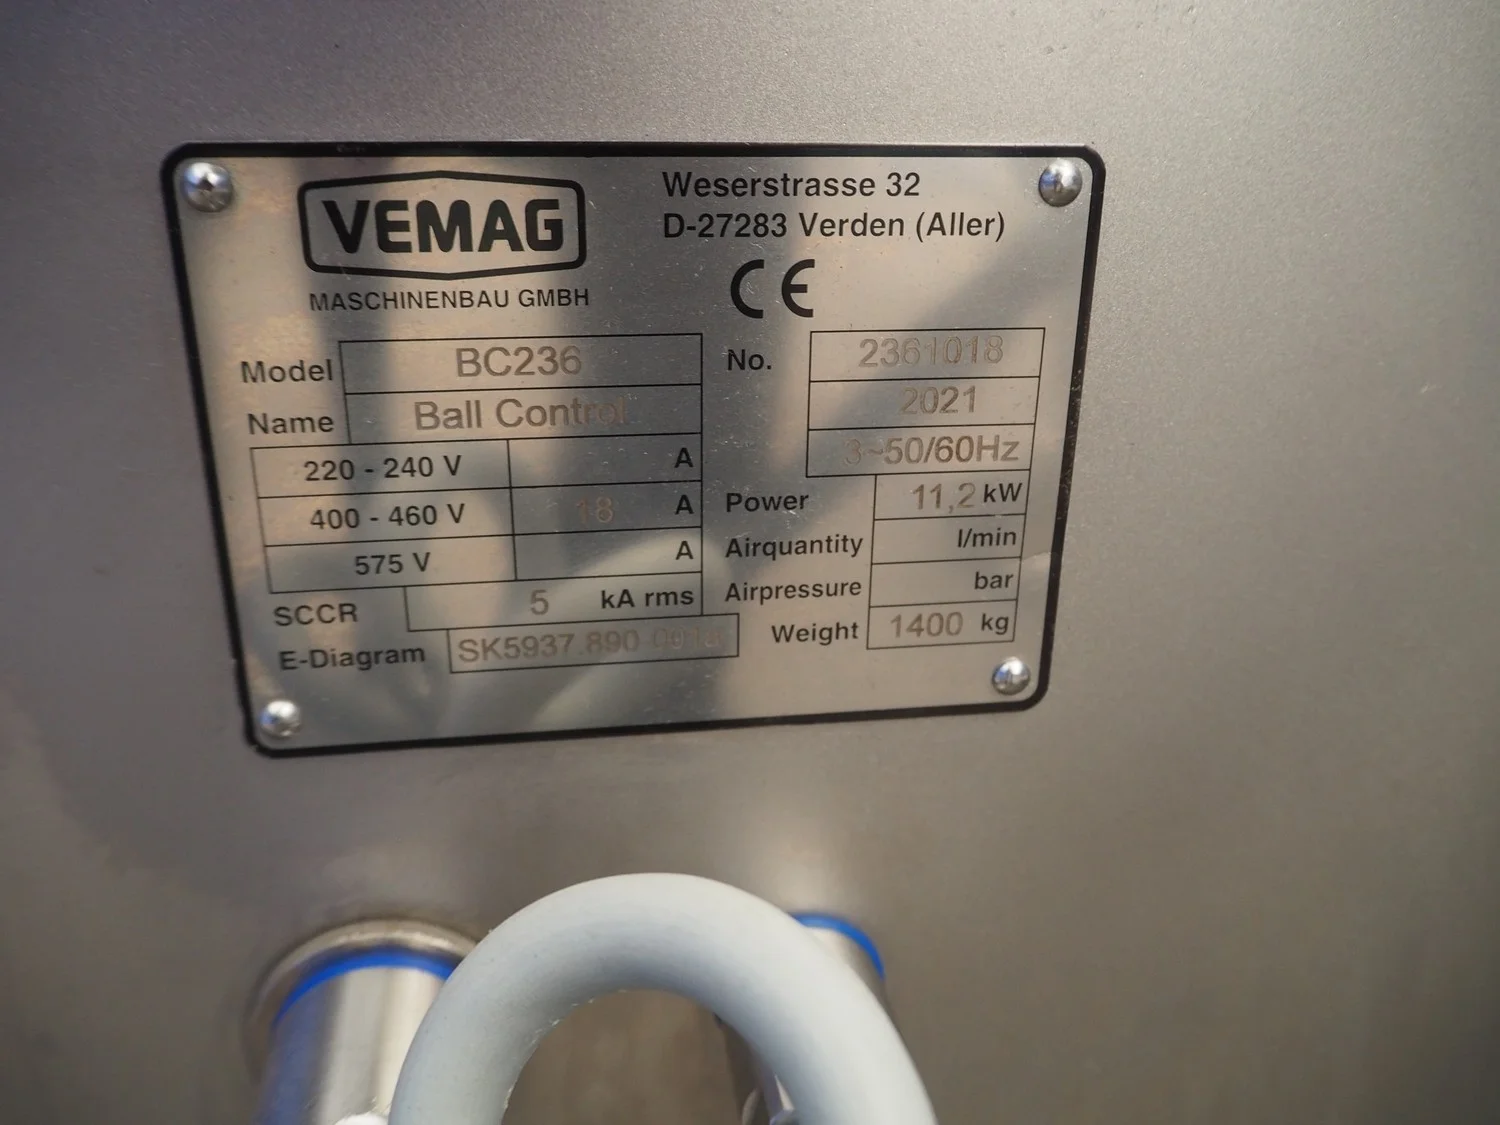 VEMAG
MASCHINENBAU GMBH
Weserstrasse 32
D-27283 Verden (Aller)
CE
Model BC236
Name Ball Control
220 - 240 V A
400 - 460 V 18 A
575 V A
SCCR 5 kA rms
E-Diagram SK5937.890
No. 2361018
2021
3~50/60Hz
Power 11,2 kW
Airquantity l/min
Airpressure bar
Weight 1400 kg